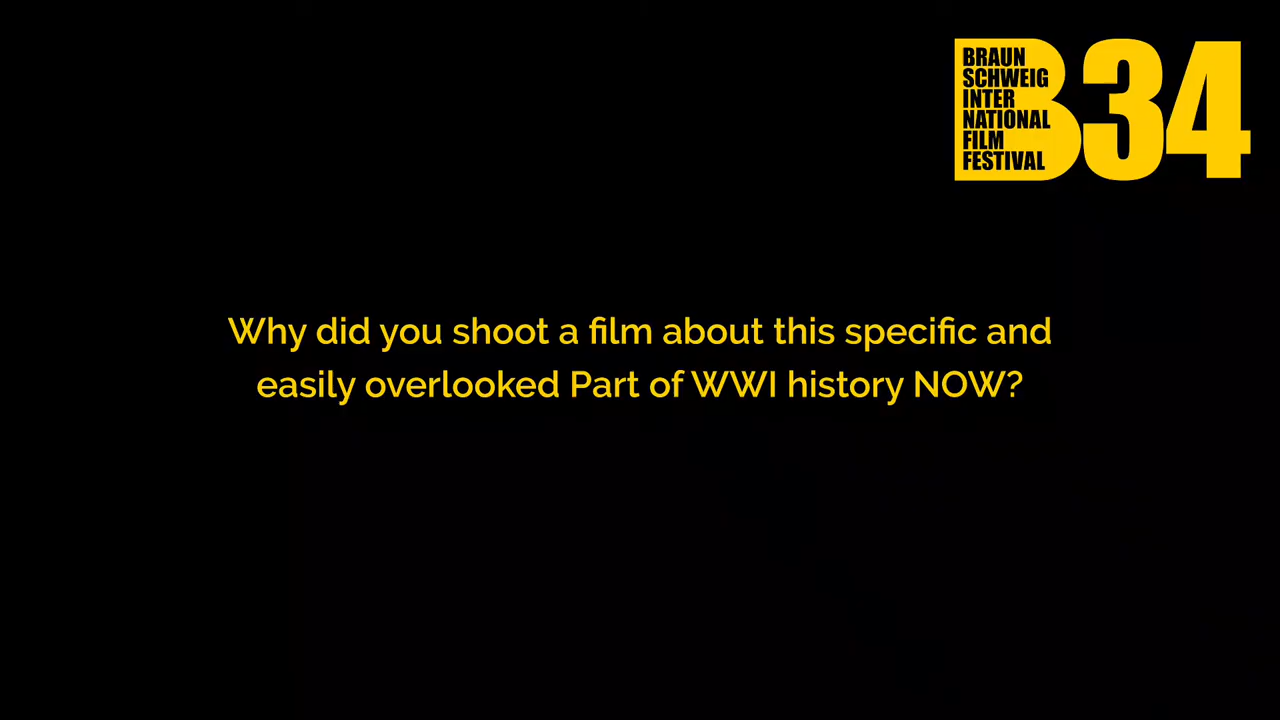 BRAUN
SCHWEIG
INTER
NATIONAL
FILM
FESTIVAL
B34
Why did you shoot a film about this specific and
easily overlooked Part of WWI history NOW?